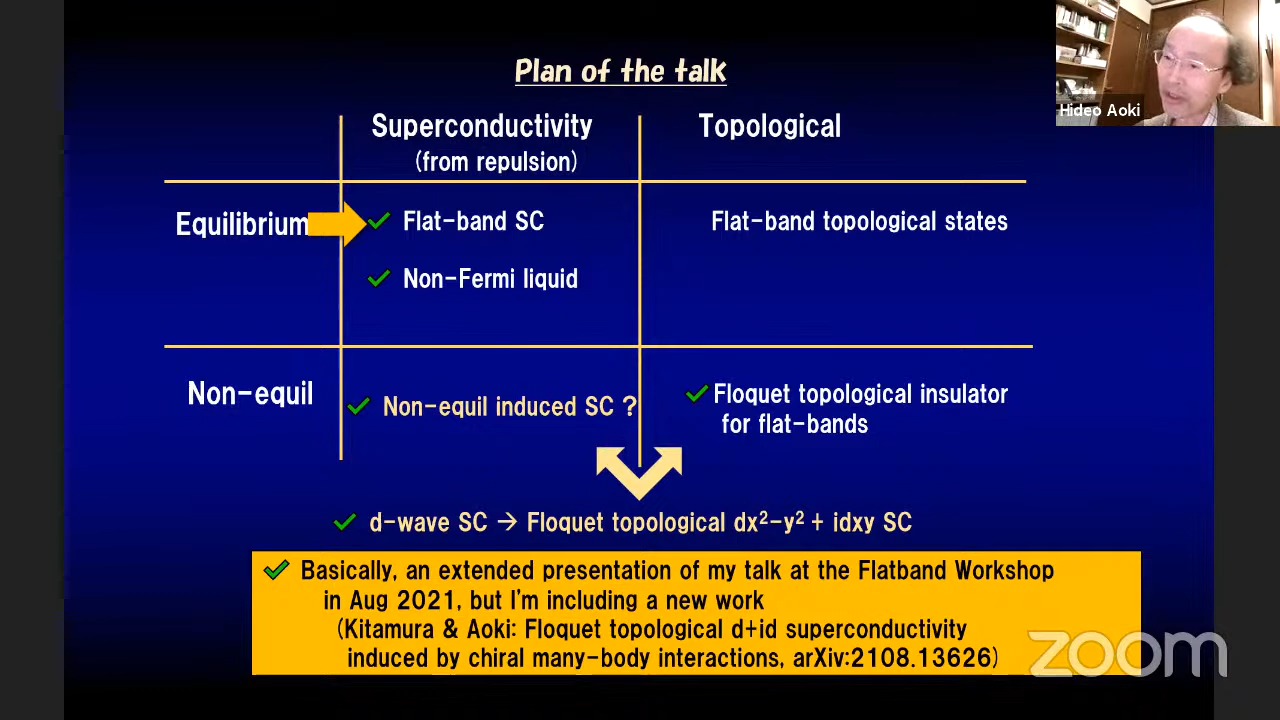 Plan of the talk
Hideo Aoki
Superconductivity
(from repulsion)
Topological
Equilibrium
Flat-band SC
Flat-band topological states
Non-Fermi liquid
Non-equil
Non-equil induced SC ?
Floquet topological insulator
for flat-bands
d-wave SC → Floquet topological dx²-y² + idxy SC
Basically, an extended presentation of my talk at the Flatband Workshop
in Aug 2021, but I'm including a new work
(Kitamura & Aoki: Floquet topological d+id superconductivity
induced by chiral many-body interactions, arXiv:2108.13626)
zoom